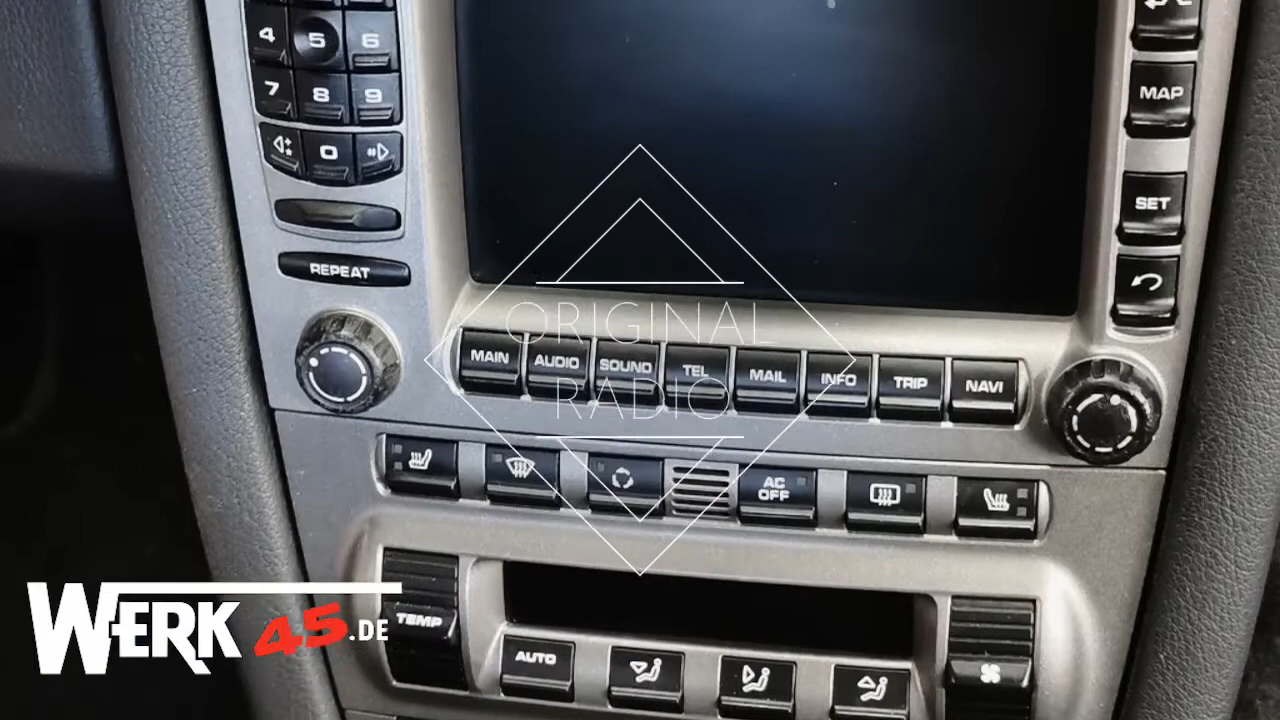 4 5 6
7 8 9
0 #
REPEAT
MAP
SET
ORIGINAL
RADIO
MAIN AUDIO SOUND TEL MAIL INFO TRIP NAVI
AC
OFF
TEMP
AUTO
WERK 45.DE